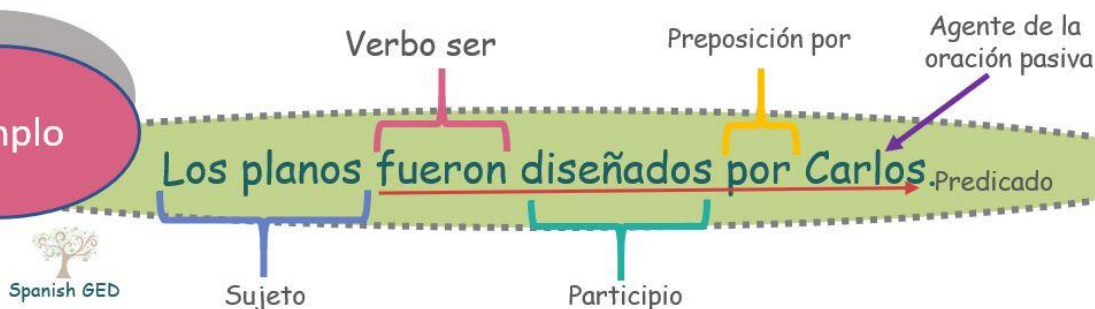 Verbo ser
Preposición por
Agente de la
oración pasiva
Los planos fueron diseñados por Carlos.
Predicado
Spanish GED
Sujeto
Participio